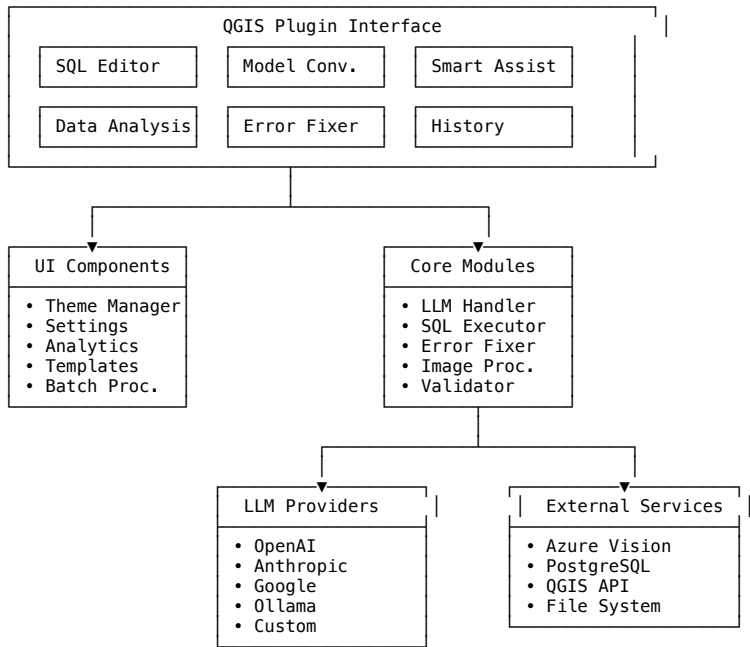 QGIS Plugin Interface
SQL Editor Model Conv. Smart Assist
Data Analysis Error Fixer History
UI Components Core Modules
• Theme Manager • LLM Handler
• Settings • SQL Executor
• Analytics • Error Fixer
• Templates • Image Proc.
• Batch Proc. • Validator
LLM Providers External Services
• OpenAI • Azure Vision
• Anthropic • PostgreSQL
• Google • QGIS API
• Ollama • File System
• Custom